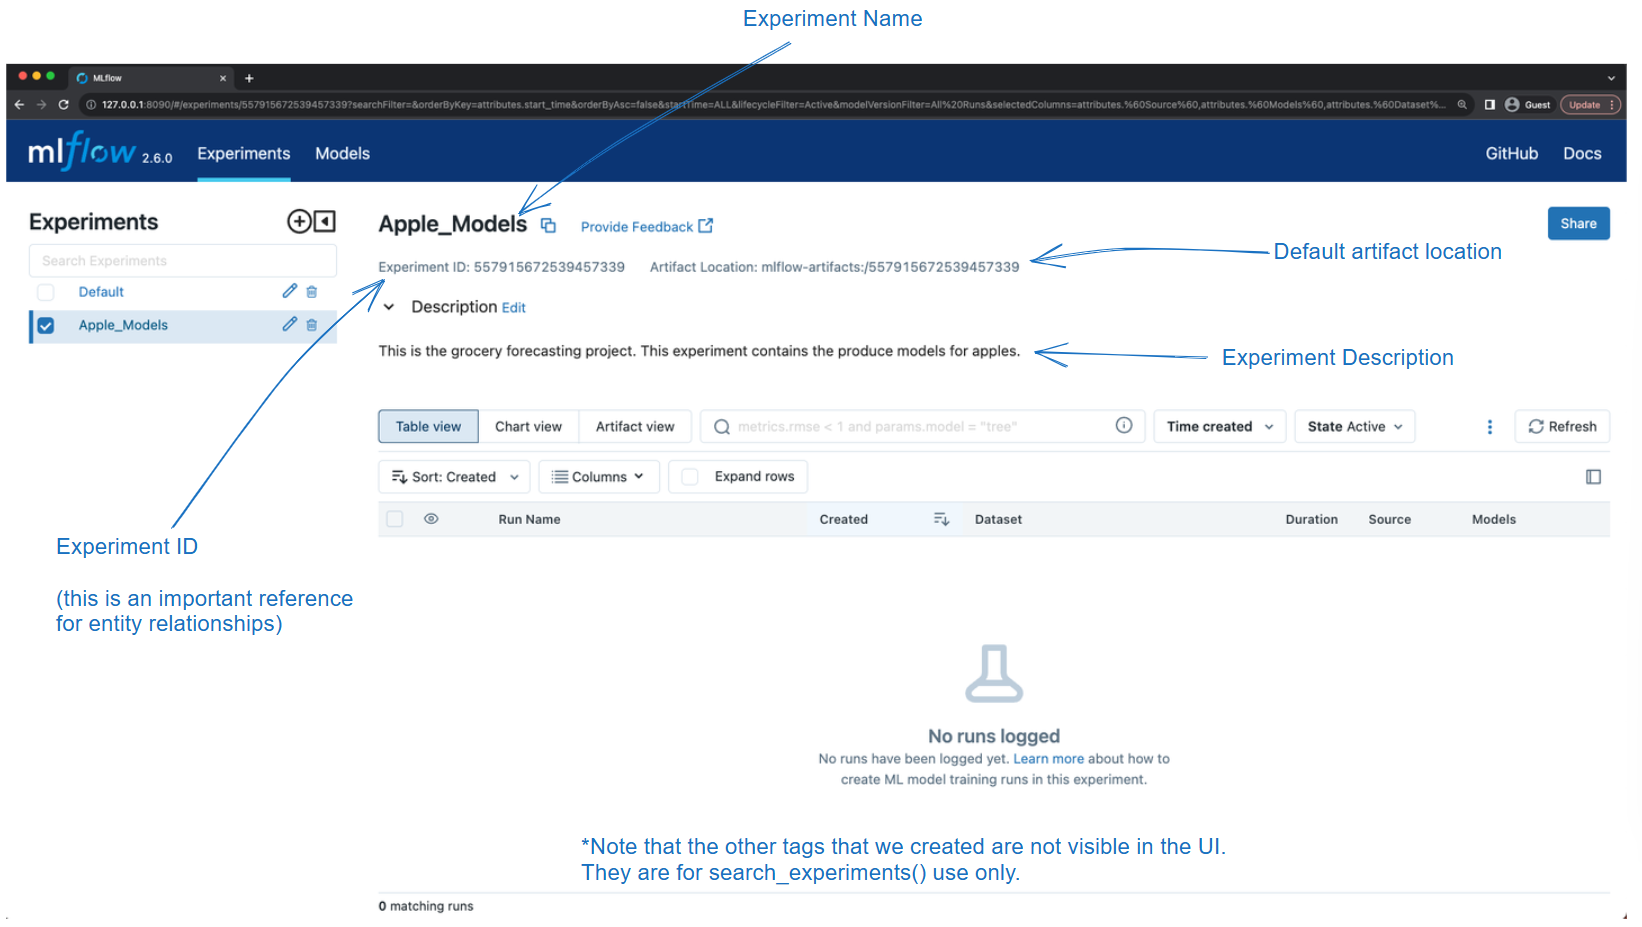 Experiment Name
MLflow
127.0.0.1:8090/#/experiments/557915672539457339?searchFilter=&orderByKey=attributes.start_time&orderByAsc=false&startTime=ALL&lifecycleFilter=Active&modelVersionFilter=All%20Runs&selectedColumns=attributes.%60Source%60,attributes.%60Models%60,attributes.%60Dataset%... Guest Update
mlflow 2.6.0 Experiments Models GitHub Docs
Experiments
Search Experiments
Default
Apple_Models
Apple_Models Provide Feedback Share
Experiment ID: 557915672539457339 Artifact Location: mlflow-artifacts:/557915672539457339
Default artifact location
Description Edit
This is the grocery forecasting project. This experiment contains the produce models for apples.
Experiment Description
Table view Chart view Artifact view metrics.rmse < 1 and params.model = "tree" Time created State Active Refresh
Sort: Created Columns Expand rows
Run Name Created Dataset Duration Source Models
Experiment ID
(this is an important reference
for entity relationships)
No runs logged
No runs have been logged yet. Learn more about how to
create ML model training runs in this experiment.
*Note that the other tags that we created are not visible in the UI.
They are for search_experiments() use only.
0 matching runs